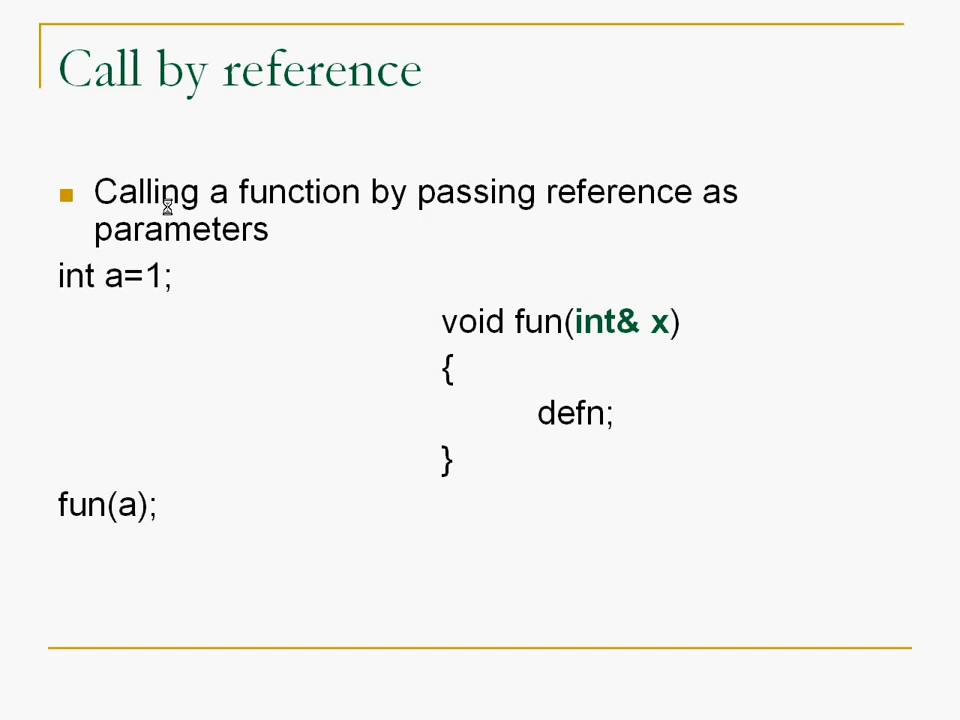 Call by reference
Calling a function by passing reference as
parameters
int a=1;
void fun(int& x)
{
defn;
}
fun(a);